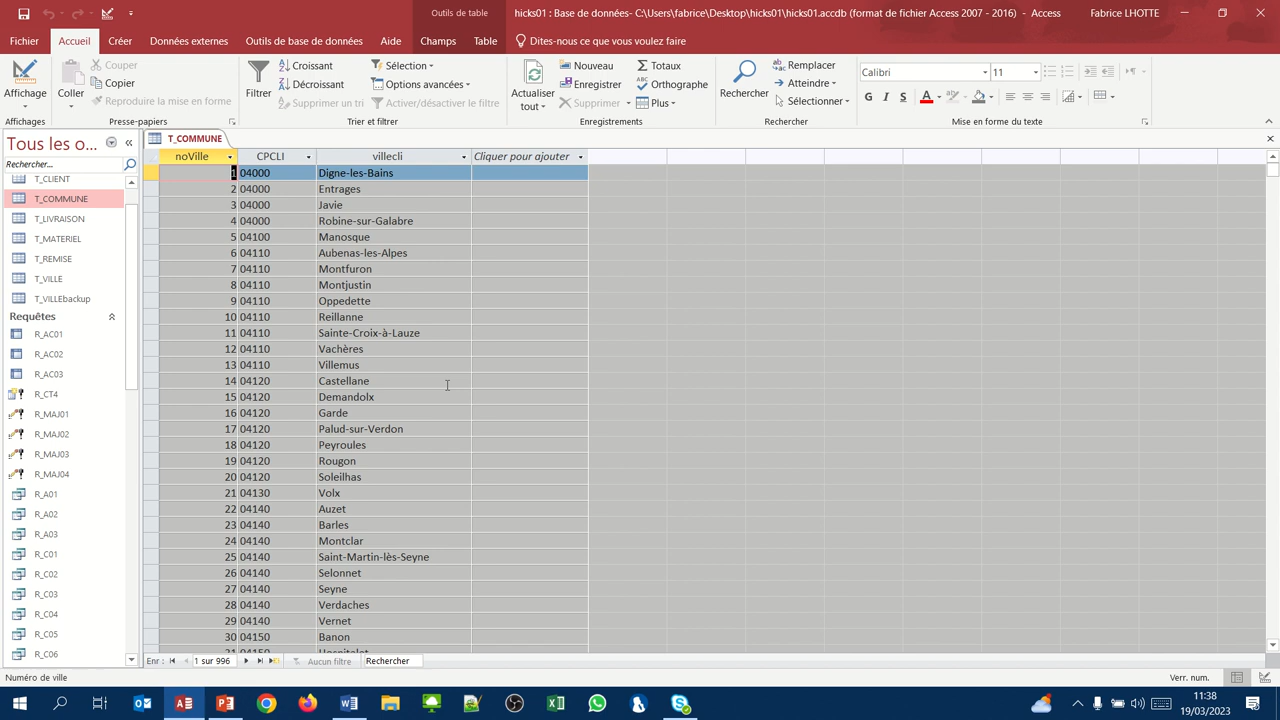 Outils de table
hicks01 : Base de données- C:\Users\fabrice\Desktop\hicks01\hicks01.accdb (format de fichier Access 2007 - 2016) - Access
Fabrice LHOTTE
Fichier Accueil Créer Données externes Outils de base de données Aide Champs Table Dites-nous ce que vous voulez faire
Affichage
Affichages
Coller
Couper
Copier
Reproduire la mise en forme
Presse-papiers
Filtrer
Croissant
Décroissant
Supprimer un tri
Sélection
Options avancées
Activer/désactiver le filtre
Trier et filtrer
Actualiser
tout
Nouveau
Enregistrer
Supprimer
Totaux
Orthographe
Plus
Enregistrements
Rechercher
Remplacer
Atteindre
Sélectionner
Rechercher
Calibri 11
G I S A
Mise en forme du texte
Tous les o...
Rechercher...
T_CLIENT
T_COMMUNE
T_LIVRAISON
T_MATERIEL
T_REMISE
T_VILLE
T_VILLEbackup
Requêtes
R_AC01
R_AC02
R_AC03
R_CT4
R_MAJ01
R_MAJ02
R_MAJ03
R_MAJ04
R_A01
R_A02
R_A03
R_C01
R_C02
R_C03
R_C04
R_C05
R_C06
T_COMMUNE
noVille CPCLI villecli Cliquer pour ajouter
1 04000 Digne-les-Bains
2 04000 Entrages
3 04000 Javie
4 04000 Robine-sur-Galabre
5 04100 Manosque
6 04110 Aubenas-les-Alpes
7 04110 Montfuron
8 04110 Montjustin
9 04110 Oppedette
10 04110 Reillanne
11 04110 Sainte-Croix-à-Lauze
12 04110 Vachères
13 04110 Villemus
14 04120 Castellane
15 04120 Demandolx
16 04120 Garde
17 04120 Palud-sur-Verdon
18 04120 Peyroules
19 04120 Rougon
20 04120 Soleilhas
21 04130 Volx
22 04140 Auzet
23 04140 Barles
24 04140 Montclar
25 04140 Saint-Martin-lès-Seyne
26 04140 Selonnet
27 04140 Seyne
28 04140 Verdaches
29 04140 Vernet
30 04150 Banon
Enr : 1 sur 996 Aucun filtre Rechercher
Numéro de ville
Verr. num.
11:38
19/03/2023